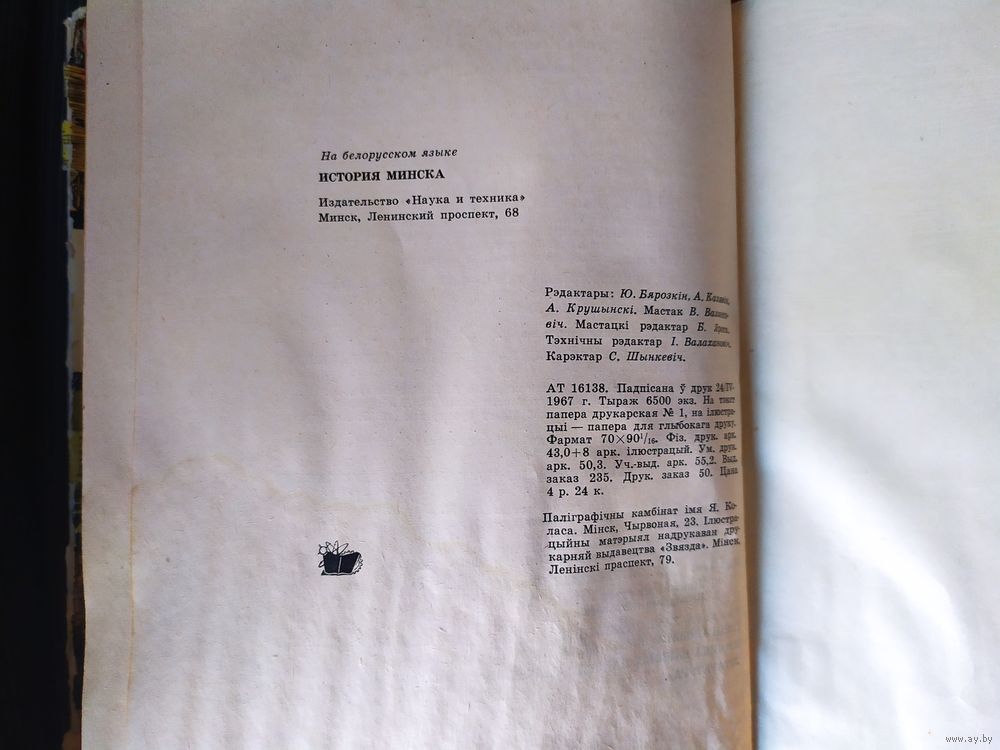 На белорусском языке
ИСТОРИЯ МИНСКА
Издательство «Наука и техника»
Минск, Ленинский проспект, 68
Рэдактары: Ю. Бярозкін, А.
А. Крушынскі. Мастак В.
віч. Мастацкі рэдактар Б.
Тэхнічны рэдактар І. Валахановіч.
Карэктар С. Шынкевіч.
АТ 16138. Падпісана ў друк 24/IV-
1967 г. Тыраж 6500 экз. На тэкст
папера друкарская № 1, на ілюстра-
цыі — папера для глыбокага друку.
Фармат 70×90¹/₁₆. Фіз. друк. арк.
43,0+8 арк. ілюстрацый. Ум. друк.
арк. 50,3. Уч.-выд. арк. 55,2. Выд.
заказ 235. Друк. заказ 50. Цана
4 р. 24 к.
Паліграфічны камбінат імя Я. Ко-
ласа. Мінск, Чырвоная, 23. Ілюстра-
цыйны матэрыял надрукаван дру-
карняй выдавецтва «Звязда». Мінск,
Ленінскі праспект, 79.
www.ay.by